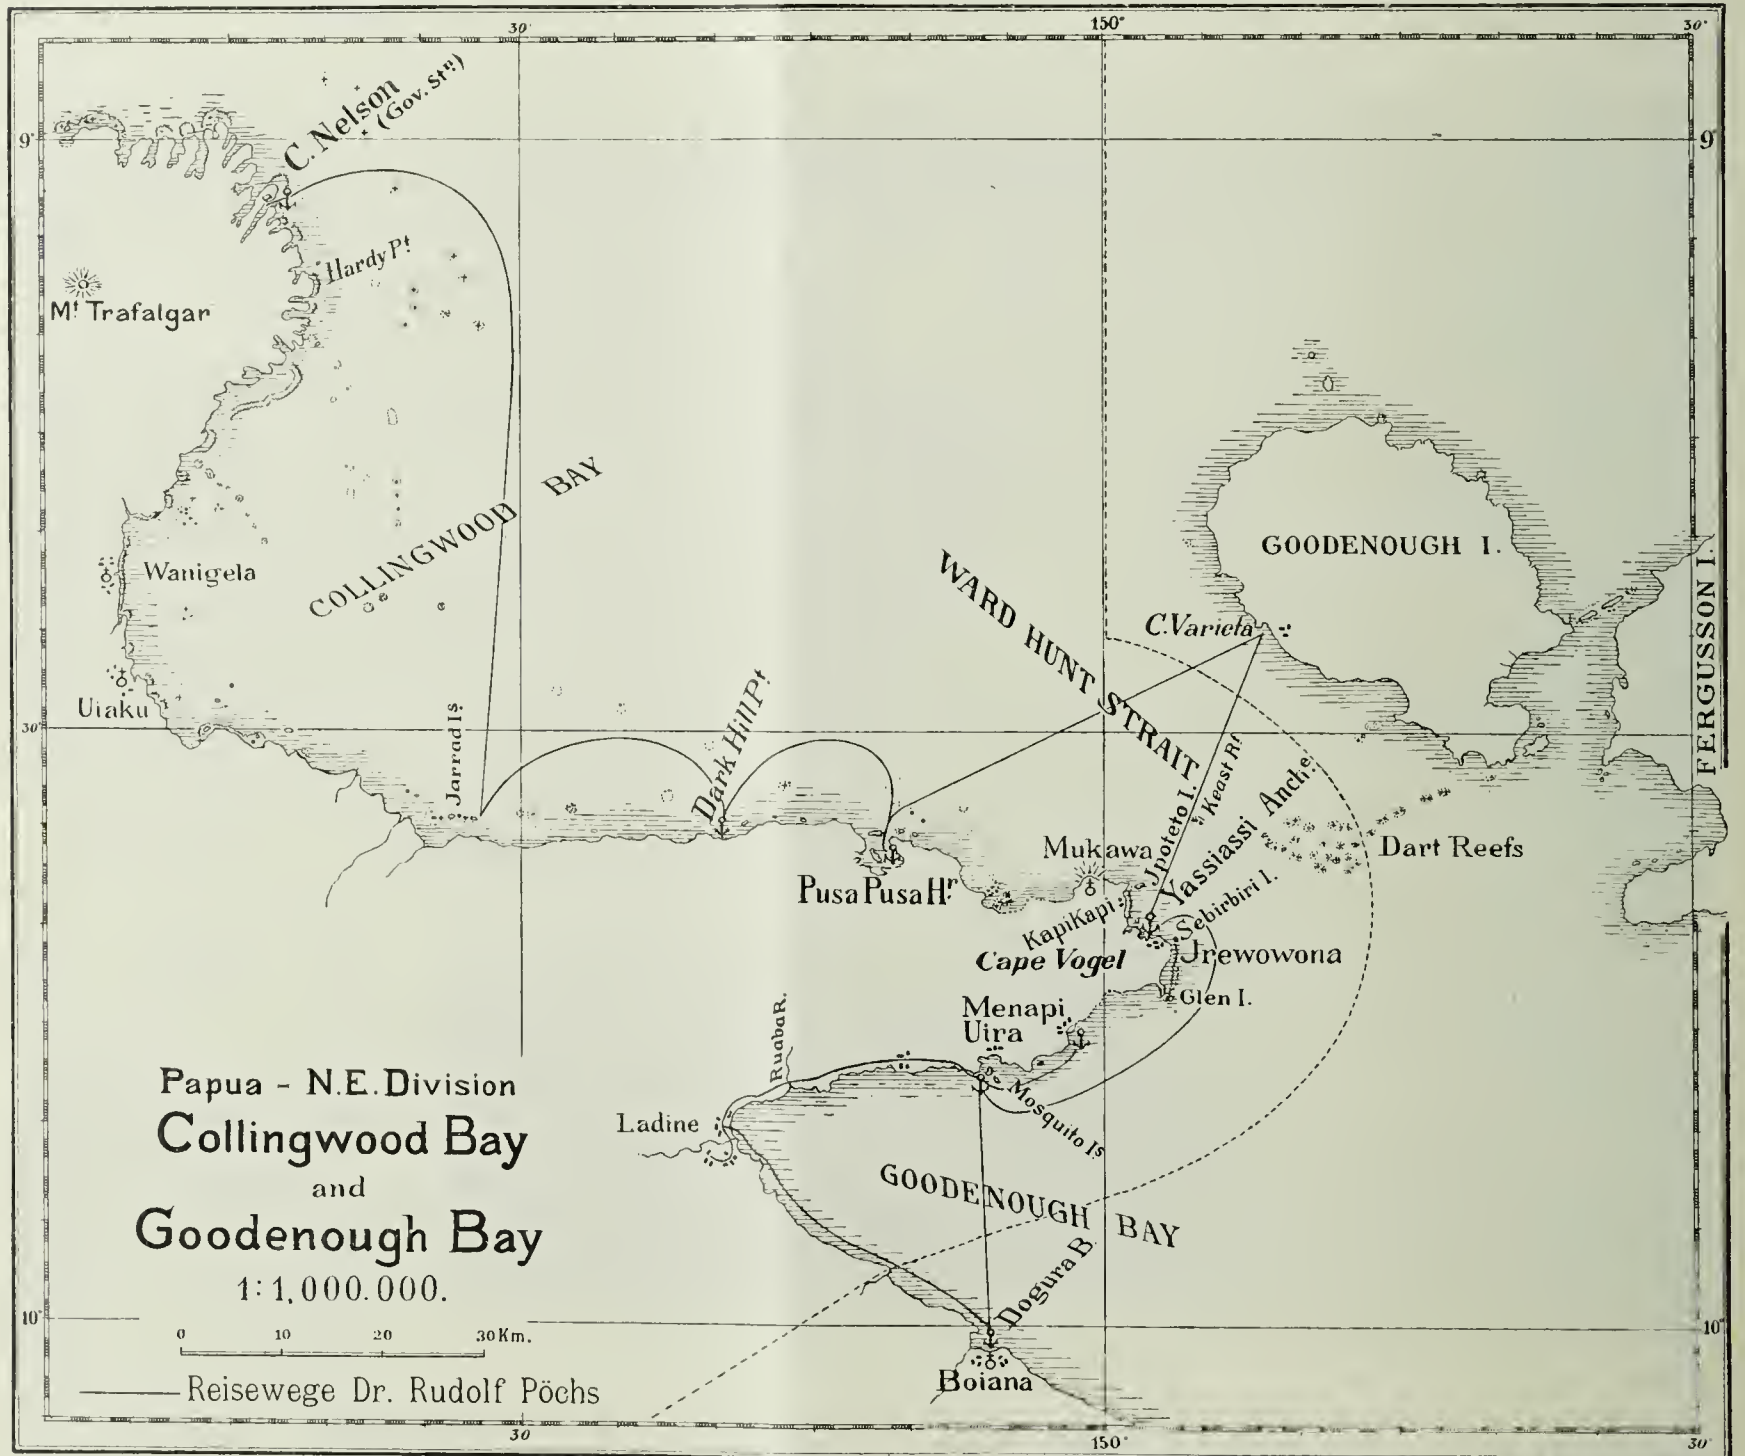 30'
150°
30'
C. Nelson
(Gov. Stn.)
9°
9°
Hardy Pt
Mt Trafalgar
COLLINGWOOD BAY
GOODENOUGH I.
Wanigela
WARD HUNT STRAIT
C. Varieta
FERGUSSON I.
Uiaku
30'
Jarrad Is
Dark Hill Pt
Keast Rf
Jpoteto I.
Yassiassi Anche.
Mukawa
Dart Reefs
Pusa Pusa Hr
KapiKapi
Sebirbiri I.
Cape Vogel
Jrewowona
Glen I.
Menapi
Uira
Ruaba R.
Mosquito Is
Ladine
GOODENOUGH BAY
Dogura B.
Boiana
Papua - N.E. Division
Collingwood Bay
and
Goodenough Bay
1:1,000.000.
10°
10°
0 10 20 30 Km.
Reisewege Dr. Rudolf Pöchs
30
150°
30'